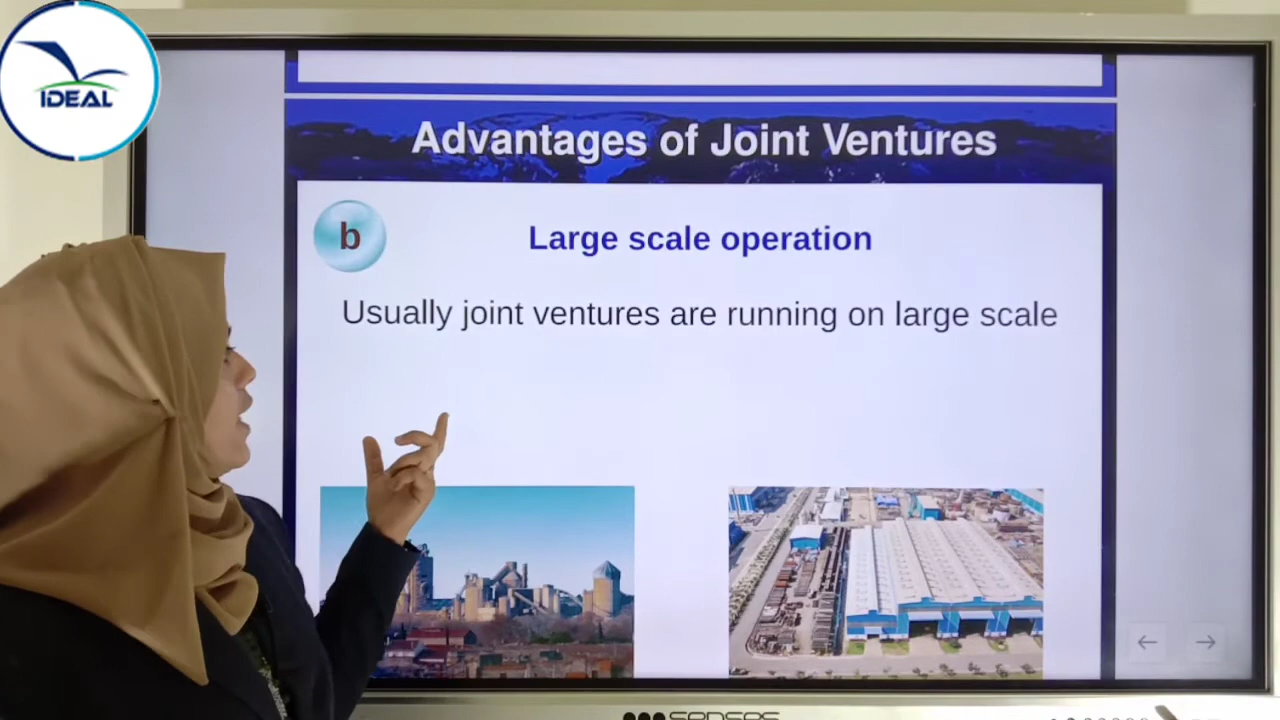 IDEAL
Advantages of Joint Ventures
b
Large scale operation
Usually joint ventures are running on large scale